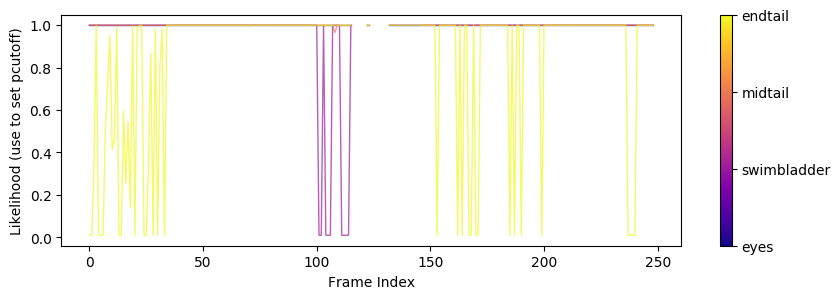 Likelihood (use to set pcutoff)
1.0
0.8
0.6
0.4
0.2
0.0
0
50
100
150
200
250
Frame Index
endtail
midtail
swimbladder
eyes